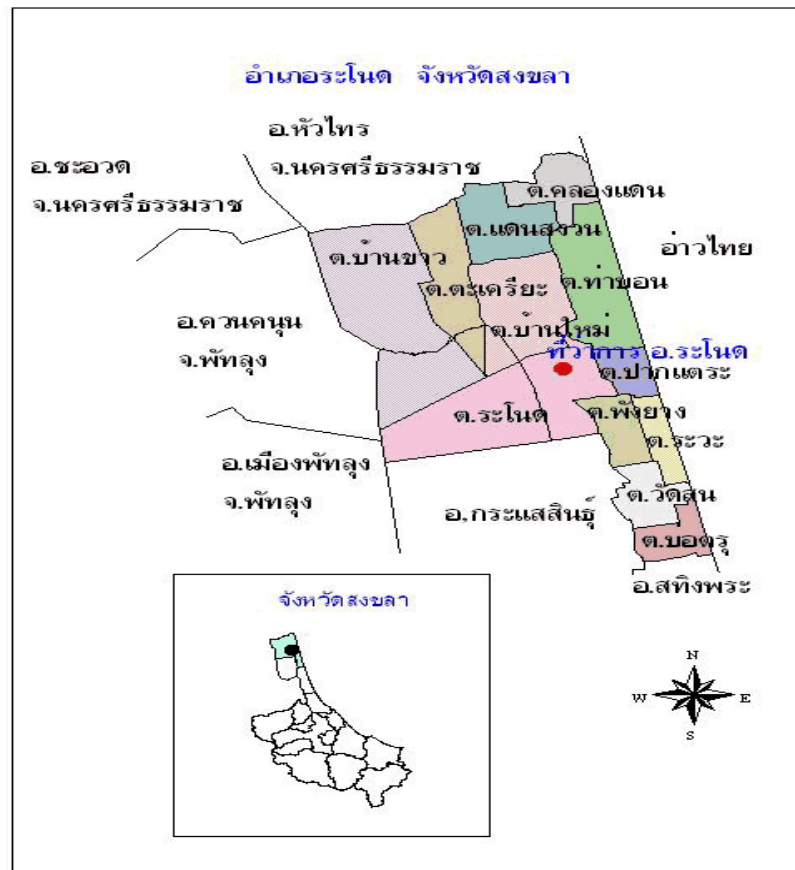 อำเภอระโนด จังหวัดสงขลา
อ.หัวไทร
จ.นครศรีธรรมราช
อ.ชะอวด
จ.นครศรีธรรมราช
ต.คลองแดน
ต.แดนสงวน
อ่าวไทย
ต.บ้านขาว
ต.ท่าบอน
ต.ตะเครียะ
อ.ควนคนุน
จ.พัทลุง
ต.บ้านใหม่
ที่ว่าการ อ.ระโนด
ต.ปากแตระ
ต.ระโนด
ต.พังยาง
ต.ระวะ
อ.เมืองพัทลุง
จ.พัทลุง
ต.วัดสน
อ,กระแสสินธุ์
ต.บ่อตรุ
อ.สทิงพระ
จังหวัดสงขลา
N
W E
S